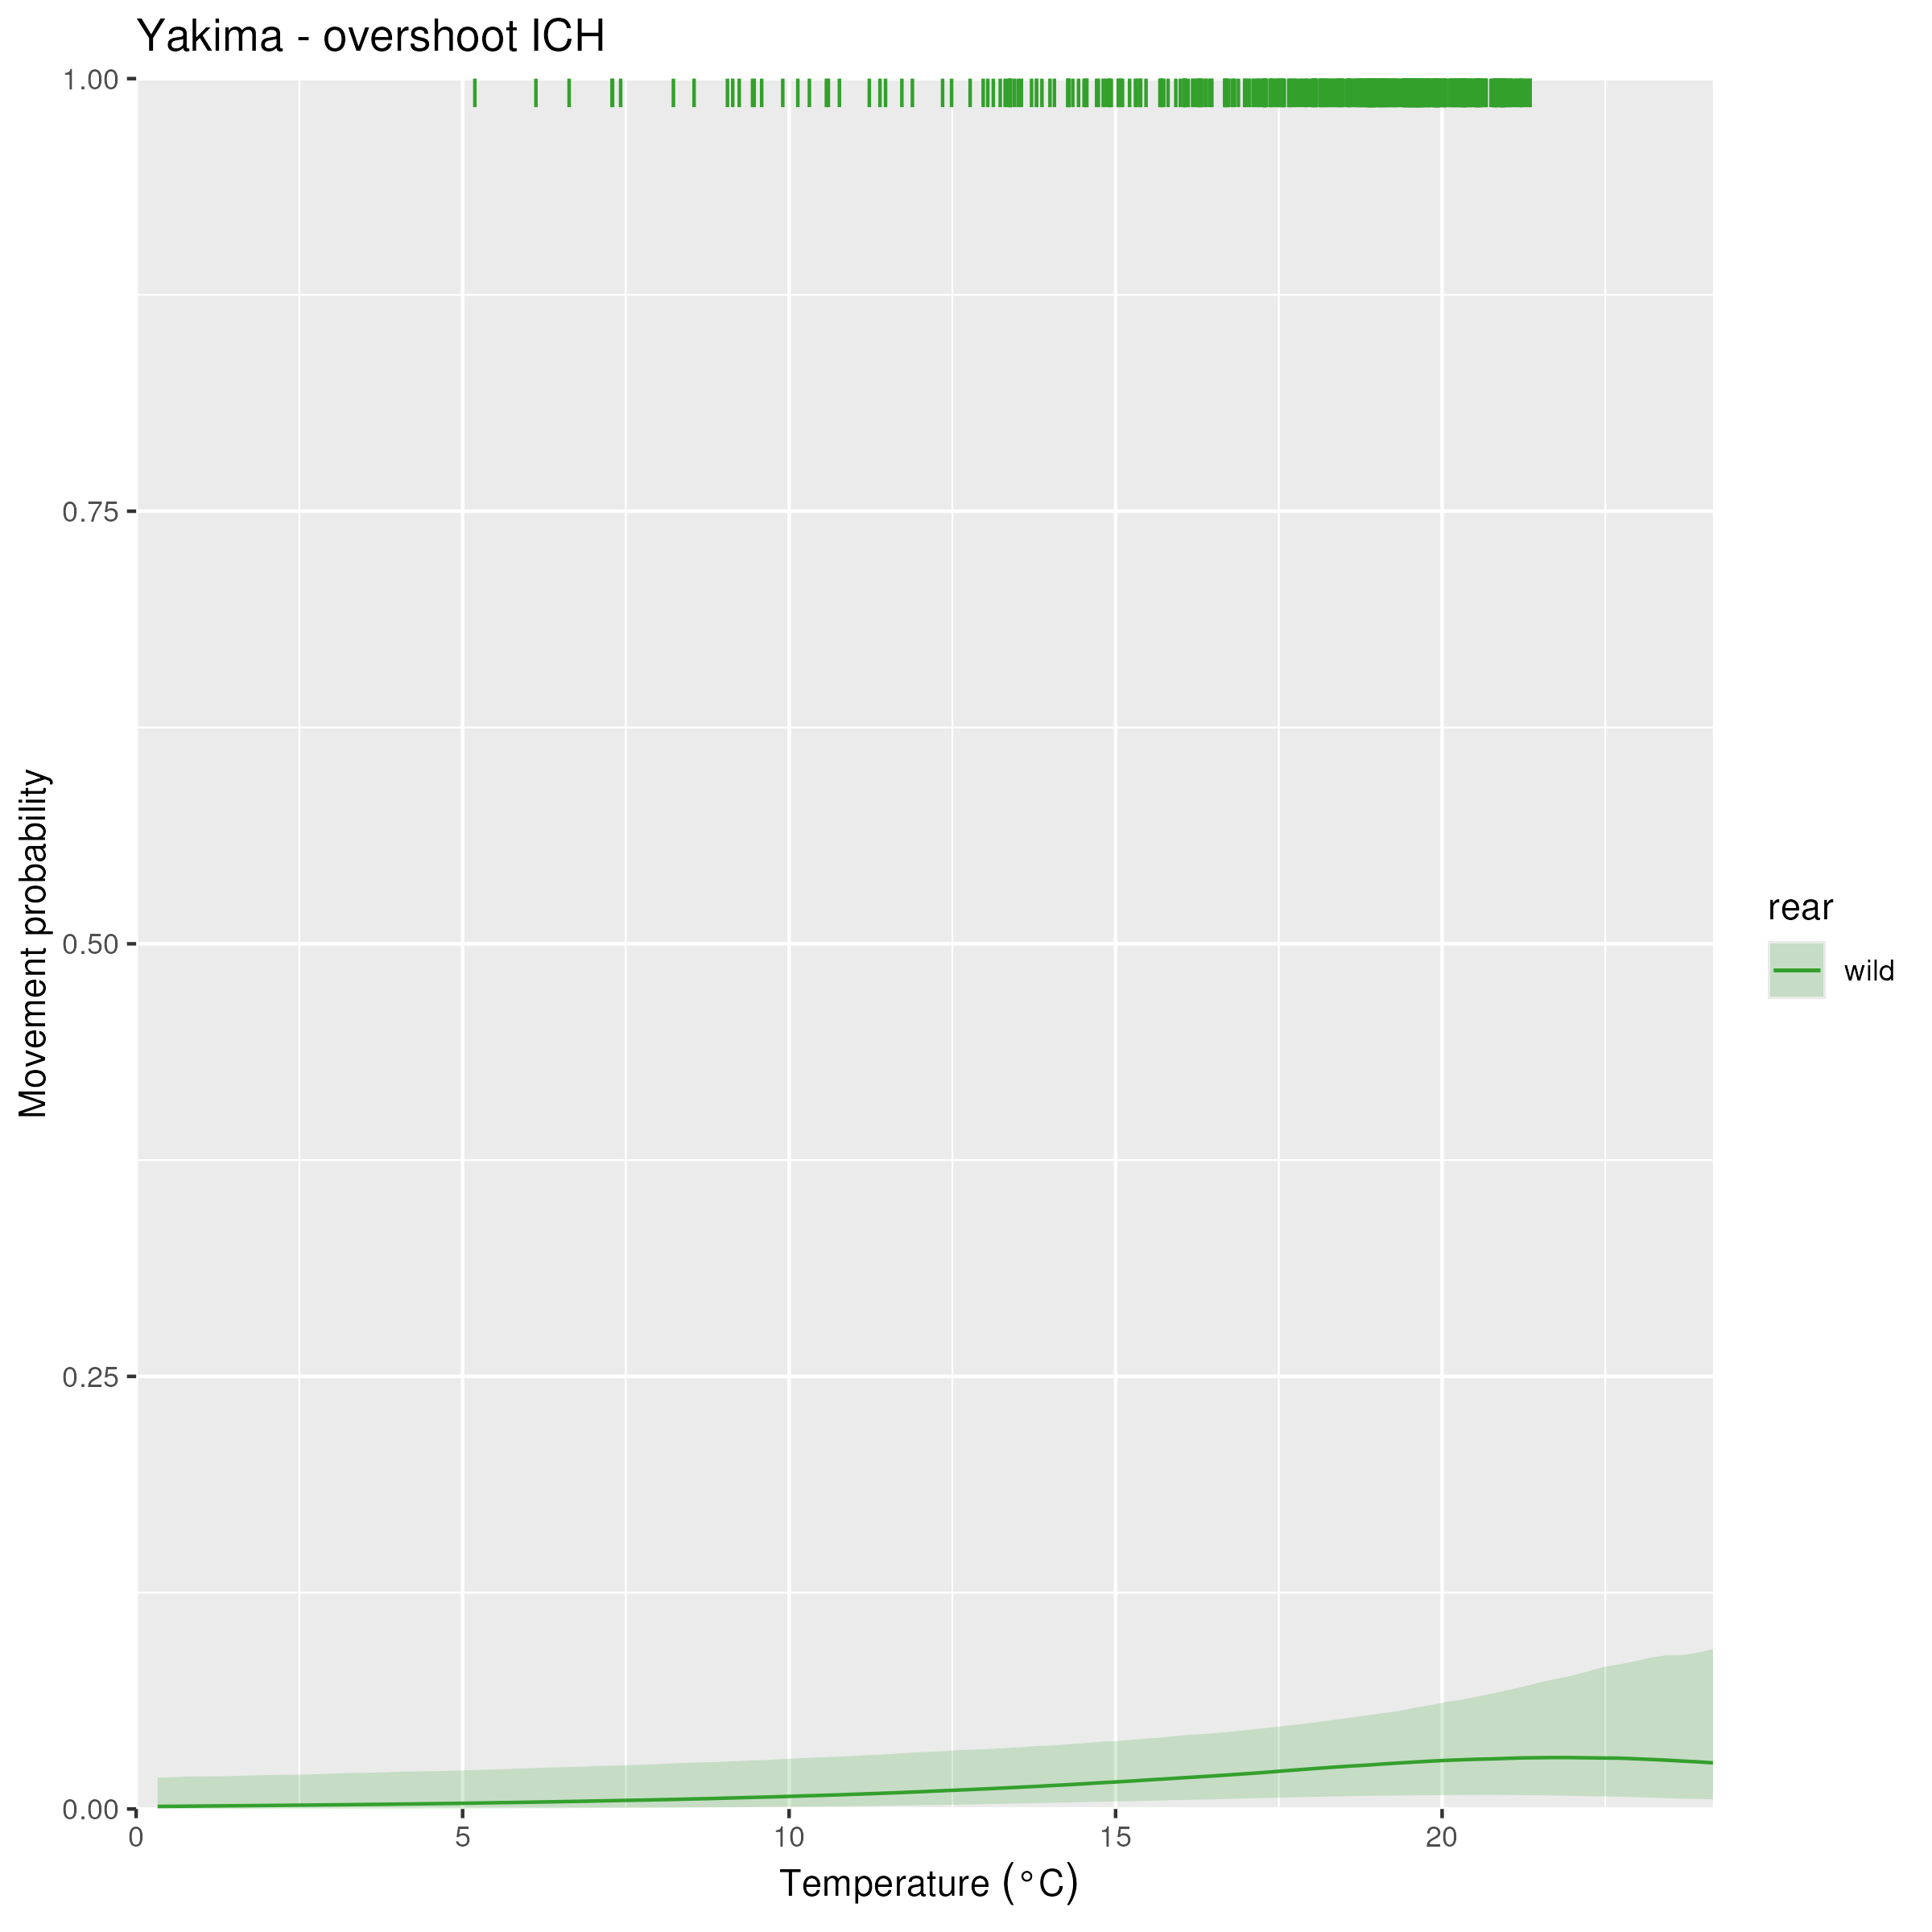 Yakima - overshoot ICH
1.00
0.75
0.50
0.25
0.00
Movement probability
0
5
10
15
20
Temperature (°C)
rear
wild